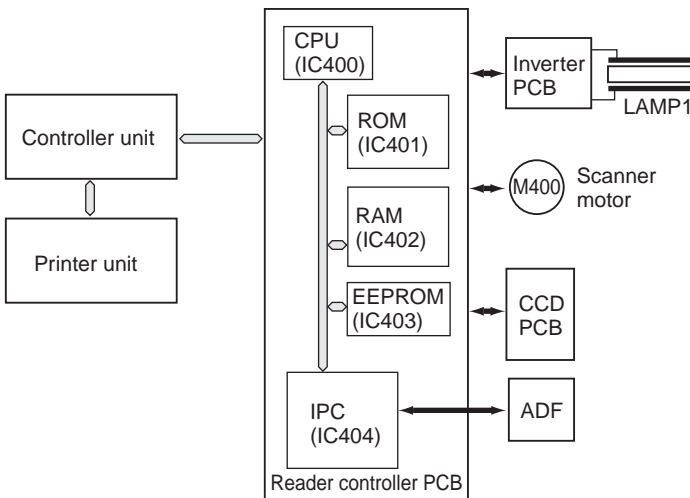 CPU
(IC400)
ROM
(IC401)
RAM
(IC402)
EEPROM
(IC403)
IPC
(IC404)
Reader controller PCB
Controller unit
Printer unit
Inverter
PCB
LAMP1
M400
Scanner
motor
CCD
PCB
ADF